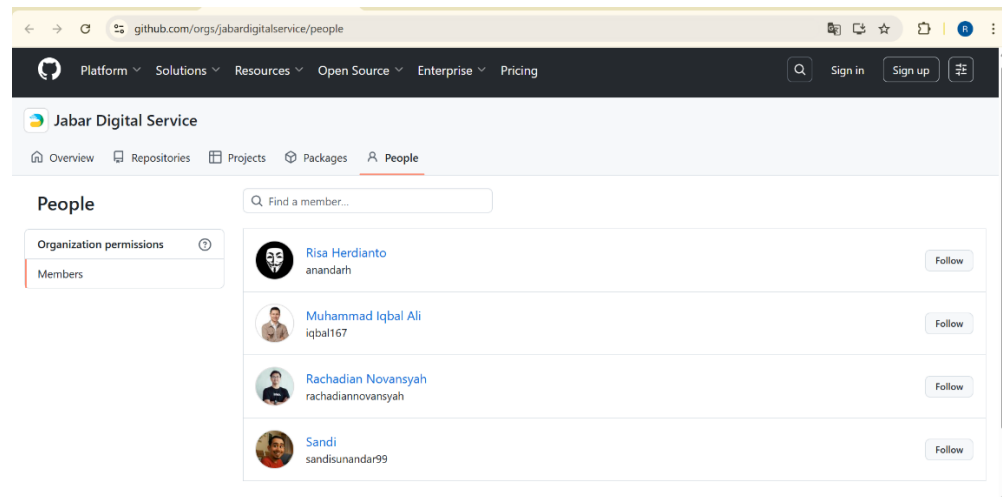 github.com/orgs/jabardigitalservice/people
R
Platform Solutions Resources Open Source Enterprise Pricing Sign in Sign up
Jabar Digital Service
Overview Repositories Projects Packages People
People
Find a member...
Organization permissions
Members
Risa Herdianto
anandarh
Follow
Muhammad Iqbal Ali
iqbal167
Follow
Rachadian Novansyah
rachadiannovansyah
Follow
Sandi
sandisunandar99
Follow